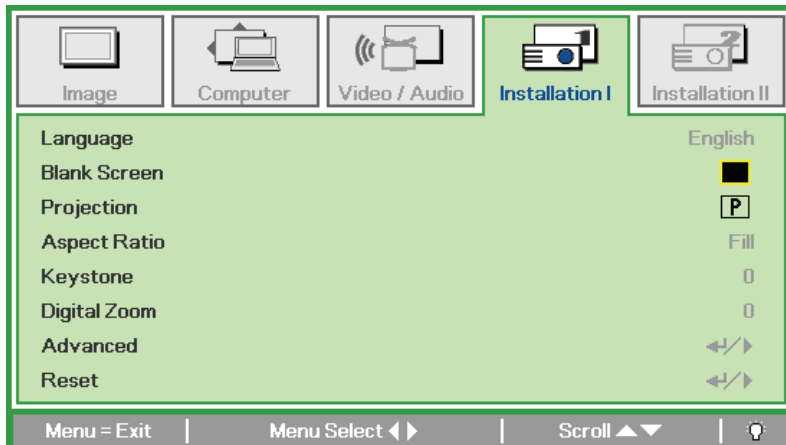 Image Computer Video / Audio Installation I Installation II
Language English
Blank Screen
Projection P
Aspect Ratio Fill
Keystone 0
Digital Zoom 0
Advanced ↵/▶
Reset ↵/▶
Menu = Exit Menu Select ◀▶ Scroll ▲▼